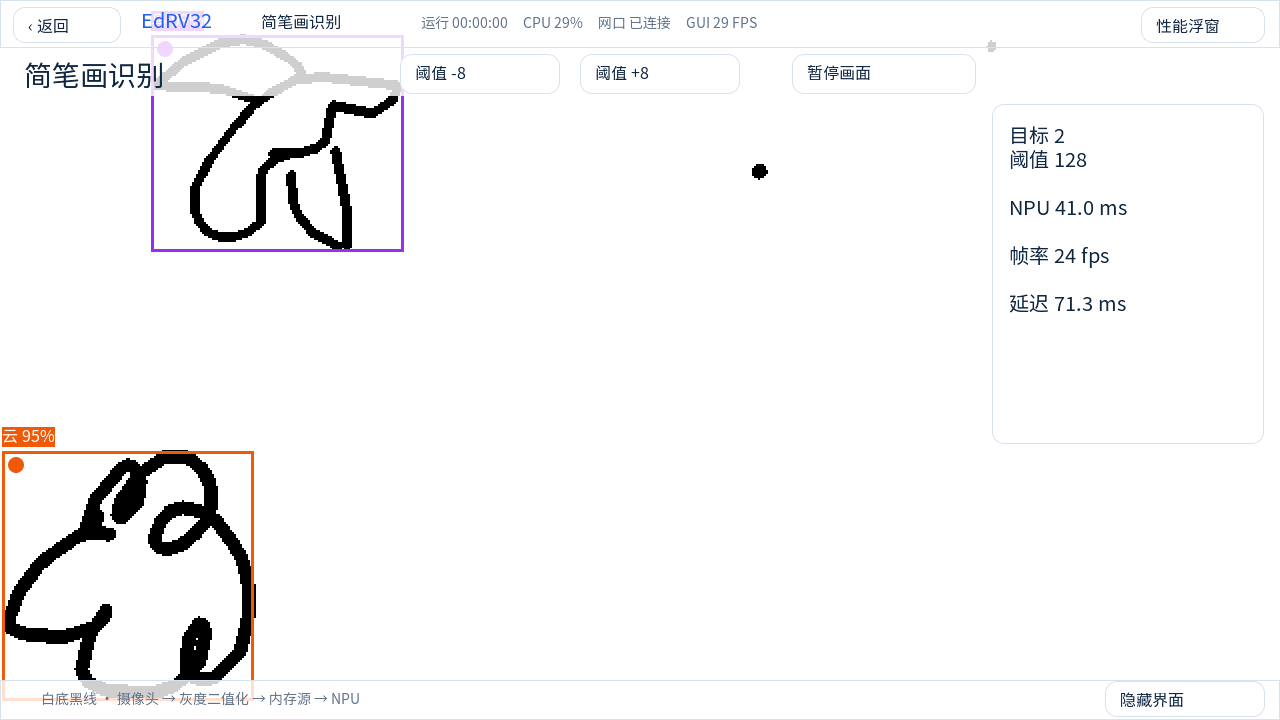 ‹ 返回
EdRV32
简笔画识别
运行 00:00:00 CPU 29% 网口 已连接 GUI 29 FPS
性能浮窗
简笔画识别
阈值 -8
阈值 +8
暂停画面
目标 2
阈值 128
NPU 41.0 ms
帧率 24 fps
延迟 71.3 ms
云 95%
白底黑线 · 摄像头 → 灰度二值化 → 内存源 → NPU
隐藏界面